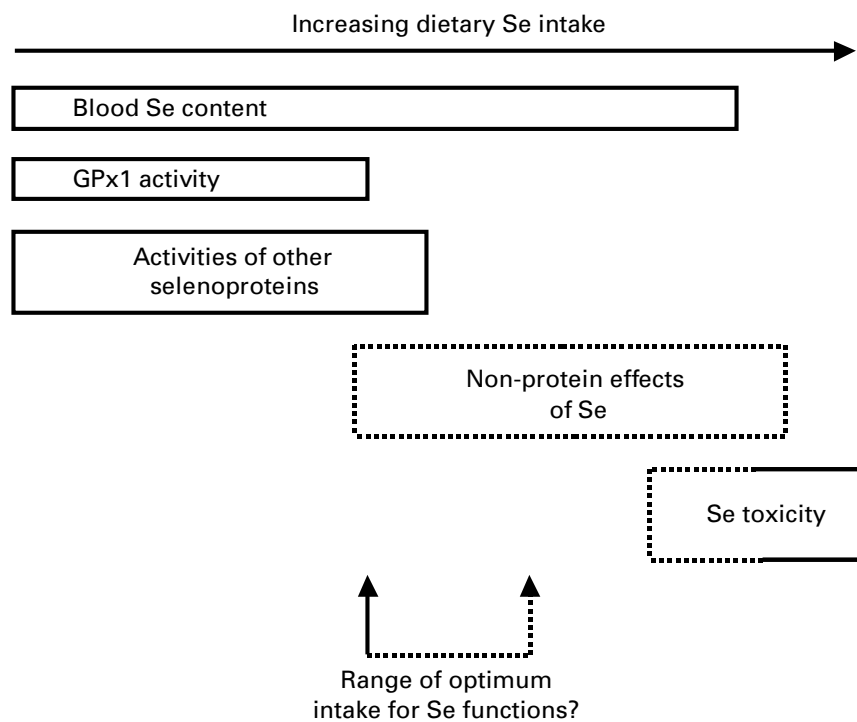 Increasing dietary Se intake
Blood Se content
GPx1 activity
Activities of other
selenoproteins
Non-protein effects
of Se
Se toxicity
Range of optimum
intake for Se functions?